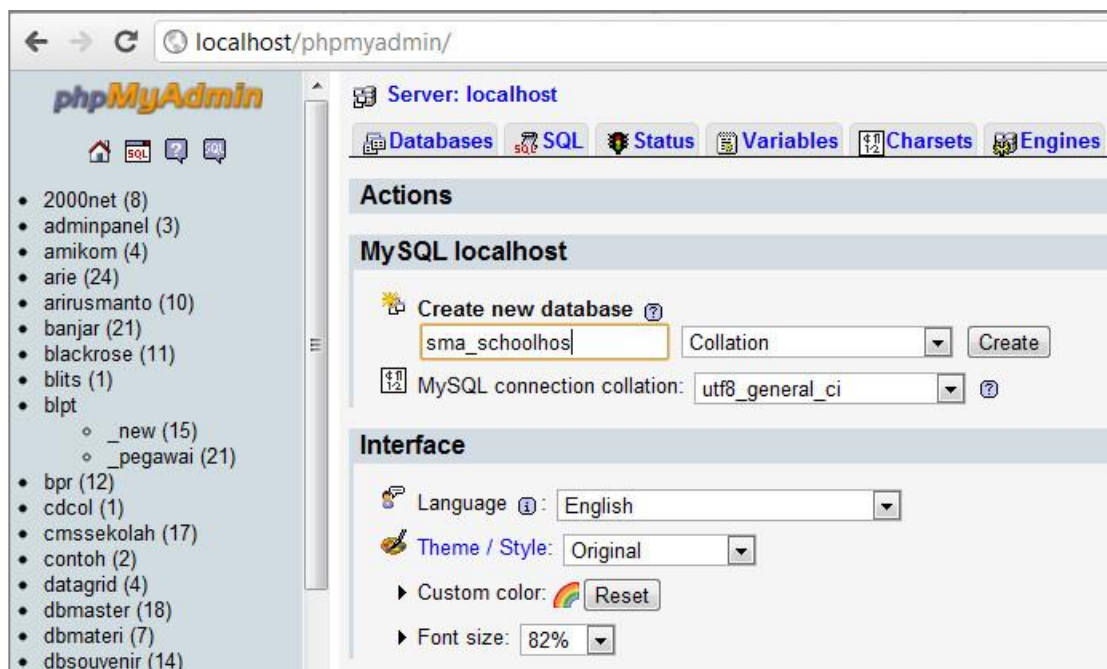 localhost/phpmyadmin/
phpMyAdmin
SQL
SQL
2000net (8)
adminpanel (3)
amikom (4)
arie (24)
arirusmanto (10)
banjar (21)
blackrose (11)
blits (1)
blpt
_new (15)
_pegawai (21)
bpr (12)
cdcol (1)
cmssekolah (17)
contoh (2)
datagrid (4)
dbmaster (18)
dbmateri (7)
dbsouvenir (14)
Server: localhost
Databases SQL Status Variables Charsets Engines
Actions
MySQL localhost
Create new database
sma_schoolhos Collation Create
MySQL connection collation: utf8_general_ci
Interface
Language : English
Theme / Style: Original
Custom color: Reset
Font size: 82%